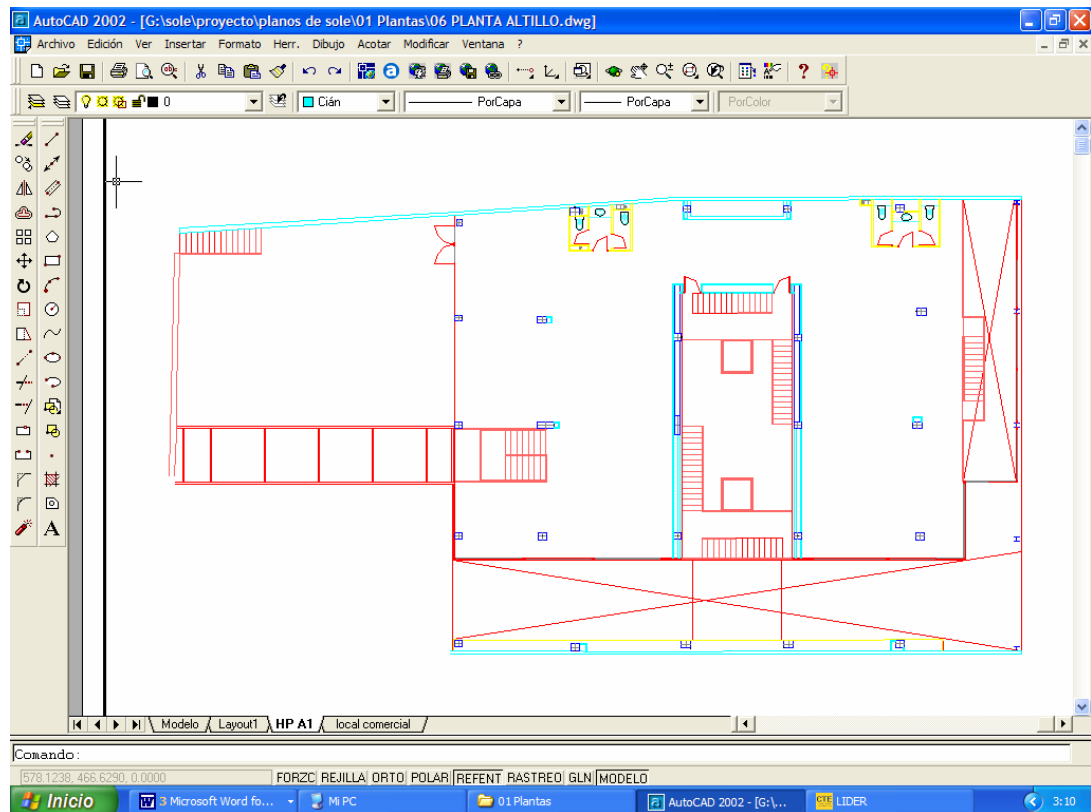 AutoCAD 2002 - [G:\sole\proyecto\planos de sole\01 Plantas\06 PLANTA ALTILLO.dwg]
Archivo Edición Ver Insertar Formato Herr. Dibujo Acotar Modificar Ventana ?
0 Cián PorCapa PorCapa PorColor
Modelo Layout1 HP A1 local comercial
Comando:
578.1238, 466.6290, 0.0000 FORZC REJILLA ORTO POLAR REFENT RASTREO GLN MODELO
Inicio 3 Microsoft Word fo... Mi PC 01 Plantas AutoCAD 2002 - [G:\... CTE LIDER 3:10